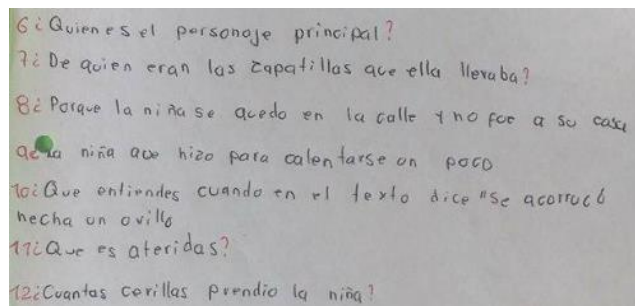 6¿Quien es el personaje principal?
7¿De quien eran las zapatillas que ella llevaba?
8¿Porque la niña se quedo en la calle y no fue a su casa
9¿La niña que hizo para calentarse un poco
10¿Que entiendes cuando en el texto dice "se acorrucó
hecha un ovillo
11¿Que es ateridas?
12¿Cuantas cerillas prendio la niña?